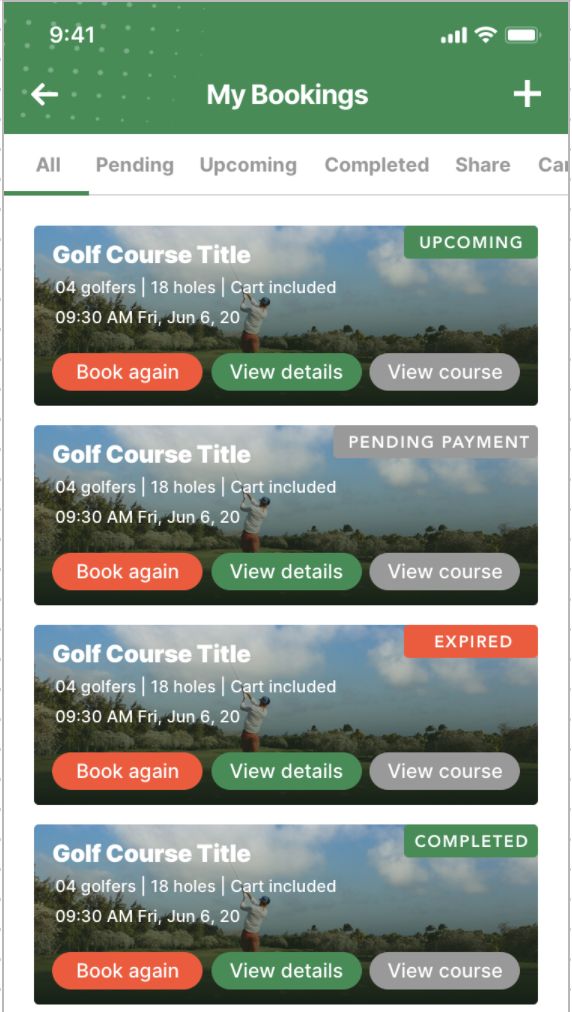 9:41
My Bookings
All Pending Upcoming Completed Share Car
Golf Course Title UPCOMING
04 golfers | 18 holes | Cart included
09:30 AM Fri, Jun 6, 20
Book again View details View course
Golf Course Title PENDING PAYMENT
04 golfers | 18 holes | Cart included
09:30 AM Fri, Jun 6, 20
Book again View details View course
Golf Course Title EXPIRED
04 golfers | 18 holes | Cart included
09:30 AM Fri, Jun 6, 20
Book again View details View course
Golf Course Title COMPLETED
04 golfers | 18 holes | Cart included
09:30 AM Fri, Jun 6, 20
Book again View details View course